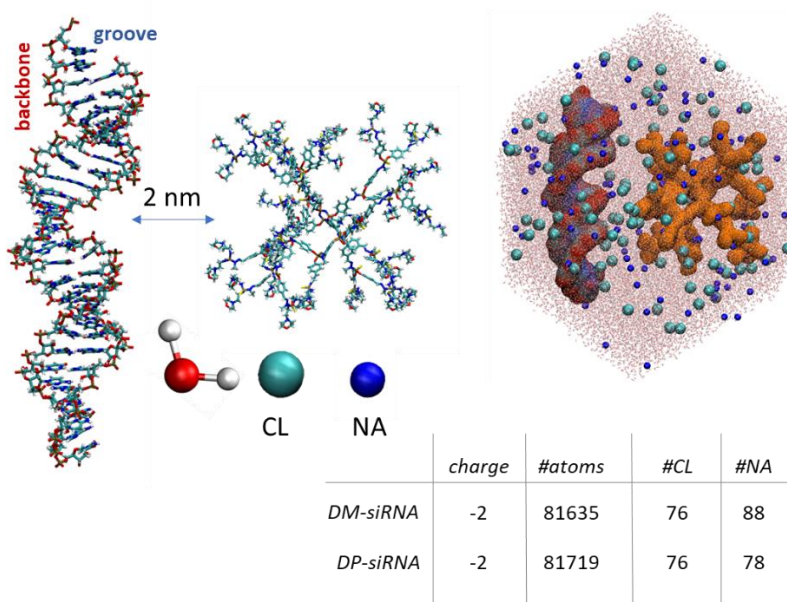 groove
backbone
2 nm
CL NA
charge #atoms #CL #NA
DM-siRNA -2 81635 76 88
DP-siRNA -2 81719 76 78